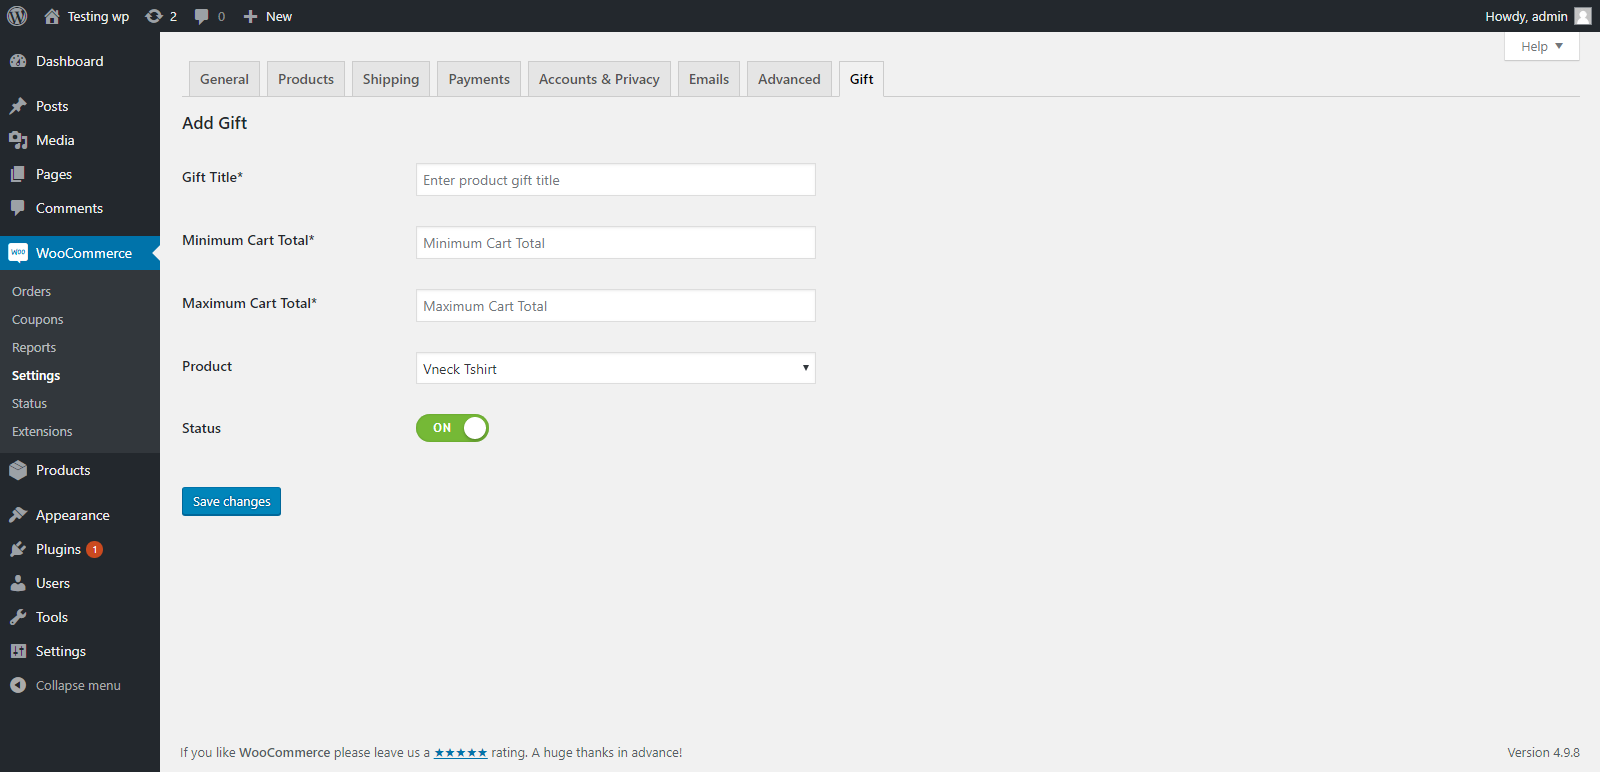 Testing wp 2 0 New Howdy, admin
Help
Dashboard
Posts
Media
Pages
Comments
Woo WooCommerce
Orders
Coupons
Reports
Settings
Status
Extensions
Products
Appearance
Plugins 1
Users
Tools
Settings
Collapse menu
General Products Shipping Payments Accounts & Privacy Emails Advanced Gift
Add Gift
Gift Title* Enter product gift title
Minimum Cart Total* Minimum Cart Total
Maximum Cart Total* Maximum Cart Total
Product Vneck Tshirt
Status ON
Save changes
If you like WooCommerce please leave us a ★★★★★ rating. A huge thanks in advance! Version 4.9.8